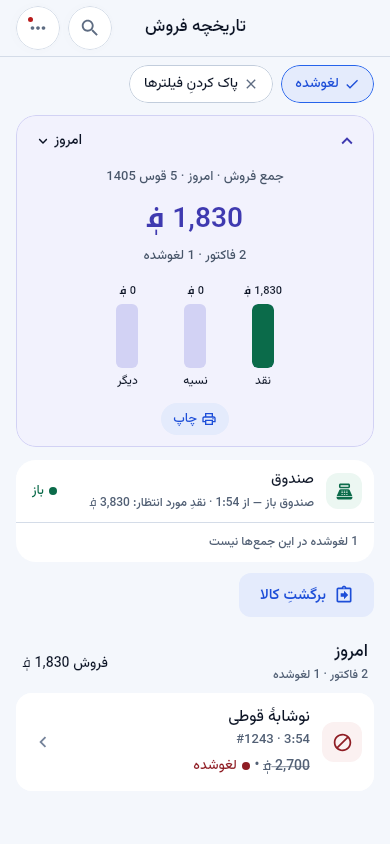 تاریخچه فروش
لغوشده
پاک کردنِ فیلترها
امروز
جمع فروش · امروز · 5 قوس 1405
1,830 ؋
2 فاکتور · 1 لغوشده
1,830 ؋
0 ؋
0 ؋
نقد
نسیه
دیگر
چاپ
صندوق
صندوق باز — از 1:54 · نقدِ مورد انتظار: 3,830 ؋
باز
1 لغوشده در این جمع‌ها نیست
برگشتِ کالا
امروز
2 فاکتور · 1 لغوشده
فروش 1,830 ؋
نوشابهٔ قوطی
3:54 · #1243
2,700 ؋ • لغوشده